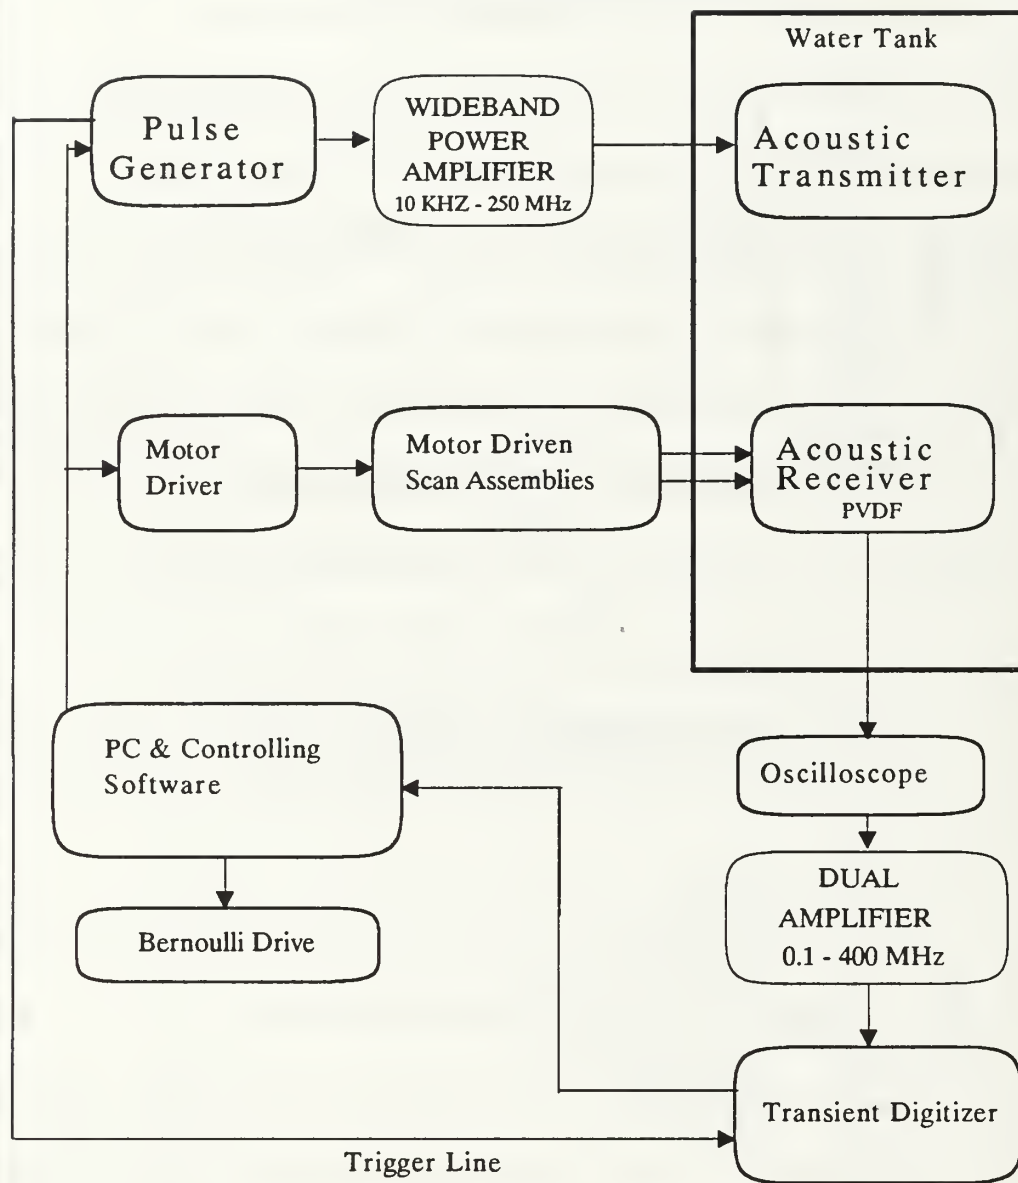 Water Tank
Pulse
Generator
WIDEBAND
POWER
AMPLIFIER
10 KHZ - 250 MHz
Acoustic
Transmitter
Motor
Driver
Motor Driven
Scan Assemblies
Acoustic
Receiver
PVDF
PC & Controlling
Software
Oscilloscope
Bernoulli Drive
DUAL
AMPLIFIER
0.1 - 400 MHz
Transient Digitizer
Trigger Line